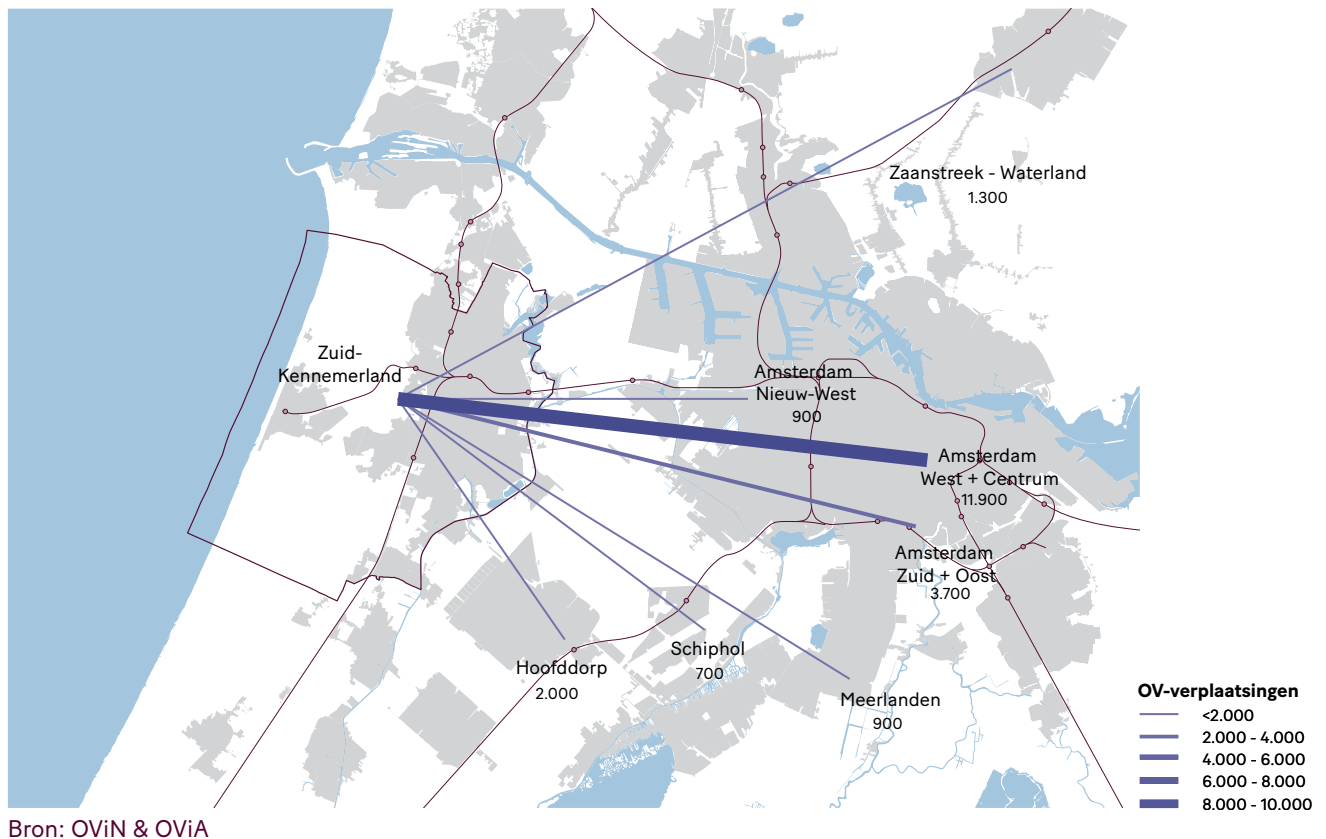 Zaanstreek - Waterland
1.300
Zuid-
Kennemerland
Amsterdam
Nieuw-West
900
Amsterdam
West + Centrum
11.900
Amsterdam
Zuid + Oost
3.700
Schiphol
700
Hoofddorp
2.000
Meerlanden
900
OV-verplaatsingen
<2.000
2.000 - 4.000
4.000 - 6.000
6.000 - 8.000
8.000 - 10.000
Bron: OViN & OViA